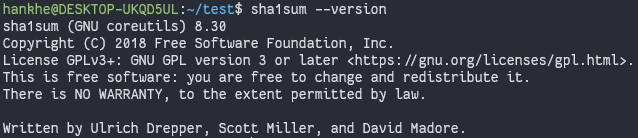 hankhe@DESKTOP-UKQD5UL:~/test$ sha1sum --version
sha1sum (GNU coreutils) 8.30
Copyright (C) 2018 Free Software Foundation, Inc.
License GPLv3+: GNU GPL version 3 or later <https://gnu.org/licenses/gpl.html>.
This is free software: you are free to change and redistribute it.
There is NO WARRANTY, to the extent permitted by law.

Written by Ulrich Drepper, Scott Miller, and David Madore.